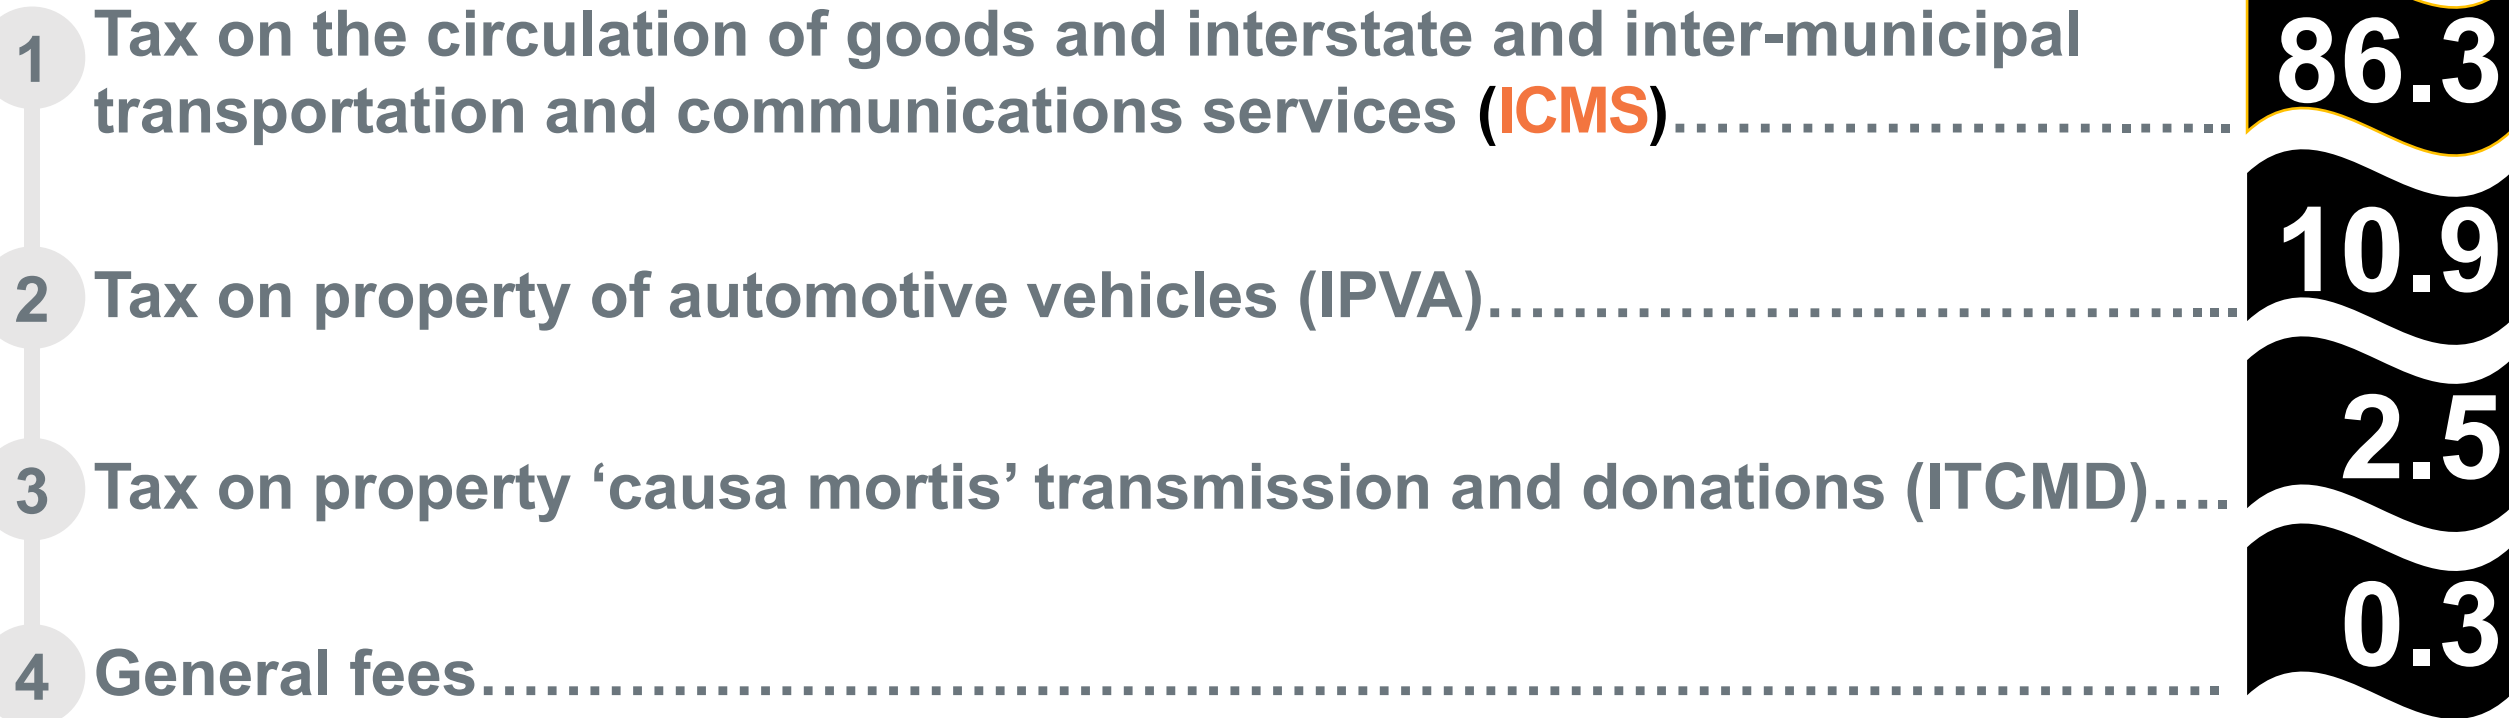 1 Tax on the circulation of goods and interstate and inter-municipal
transportation and communications services (ICMS)................................ 86.3
2 Tax on property of automotive vehicles (IPVA)..................................... 10.9
3 Tax on property ‘causa mortis’ transmission and donations (ITCMD)..... 2.5
4 General fees.................................................................... 0.3